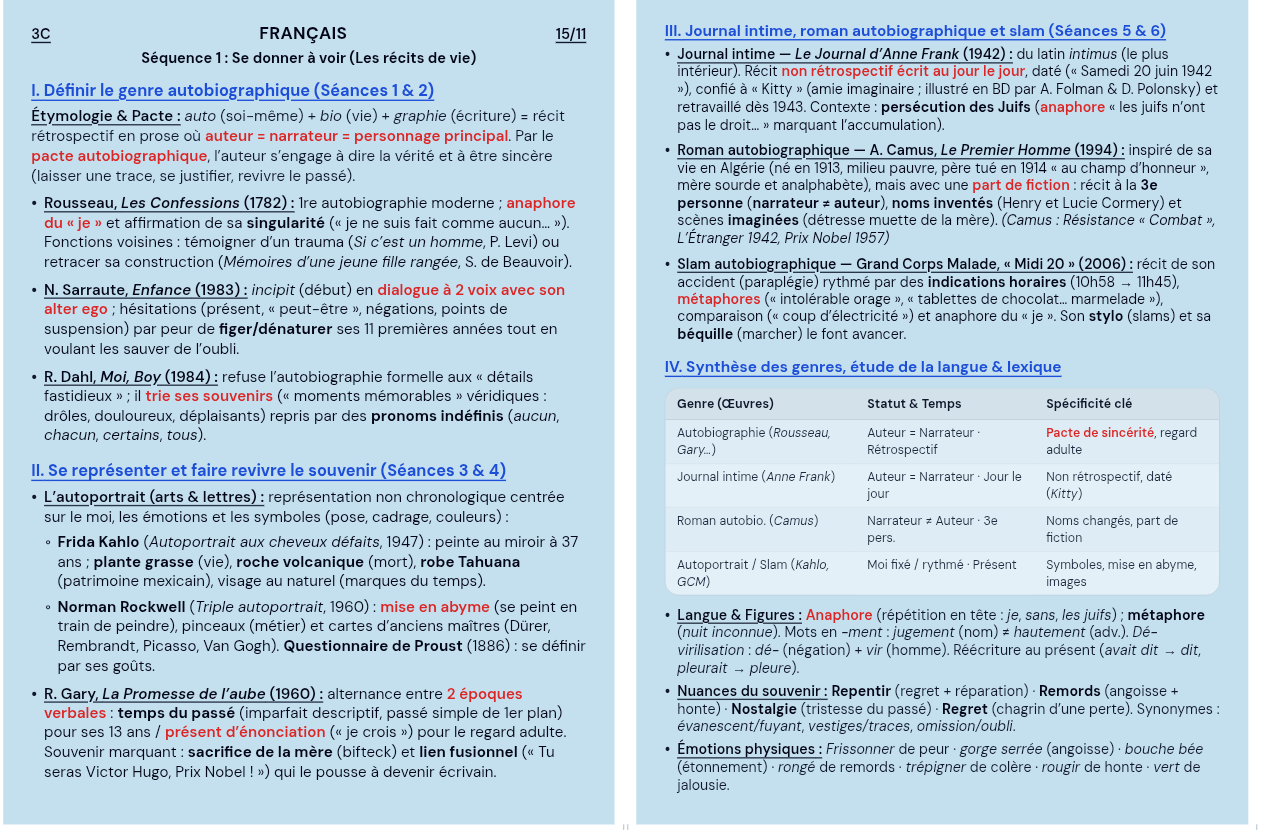 3C FRANÇAIS 15/11
Séquence 1 : Se donner à voir (Les récits de vie)
I. Définir le genre autobiographique (Séances 1 & 2)
Étymologie & Pacte : auto (soi-même) + bio (vie) + graphie (écriture) = récit
rétrospectif en prose où auteur = narrateur = personnage principal. Par le
pacte autobiographique, l’auteur s’engage à dire la vérité et à être sincère
(laisser une trace, se justifier, revivre le passé).
• Rousseau, Les Confessions (1782) : 1re autobiographie moderne ; anaphore
du « je » et affirmation de sa singularité (« je ne suis fait comme aucun… »).
Fonctions voisines : témoigner d’un trauma (Si c’est un homme, P. Levi) ou
retracer sa construction (Mémoires d’une jeune fille rangée, S. de Beauvoir).
• N. Sarraute, Enfance (1983) : incipit (début) en dialogue à 2 voix avec son
alter ego ; hésitations (présent, « peut-être », négations, points de
suspension) par peur de figer/dénaturer ses 11 premières années tout en
voulant les sauver de l’oubli.
• R. Dahl, Moi, Boy (1984) : refuse l’autobiographie formelle aux « détails
fastidieux » ; il trie ses souvenirs (« moments mémorables » véridiques :
drôles, douloureux, déplaisants) repris par des pronoms indéfinis (aucun,
chacun, certains, tous).
II. Se représenter et faire revivre le souvenir (Séances 3 & 4)
• L’autoportrait (arts & lettres) : représentation non chronologique centrée
sur le moi, les émotions et les symboles (pose, cadrage, couleurs) :
◦ Frida Kahlo (Autoportrait aux cheveux défaits, 1947) : peinte au miroir à 37
ans ; plante grasse (vie), roche volcanique (mort), robe Tahuana
(patrimoine mexicain), visage au naturel (marques du temps).
◦ Norman Rockwell (Triple autoportrait, 1960) : mise en abyme (se peint en
train de peindre), pinceaux (métier) et cartes d’anciens maîtres (Dürer,
Rembrandt, Picasso, Van Gogh). Questionnaire de Proust (1886) : se définir
par ses goûts.
• R. Gary, La Promesse de l’aube (1960) : alternance entre 2 époques
verbales : temps du passé (imparfait descriptif, passé simple de 1er plan)
pour ses 13 ans / présent d’énonciation (« je crois ») pour le regard adulte.
Souvenir marquant : sacrifice de la mère (bifteck) et lien fusionnel (« Tu
seras Victor Hugo, Prix Nobel ! ») qui le pousse à devenir écrivain.
III. Journal intime, roman autobiographique et slam (Séances 5 & 6)
• Journal intime — Le Journal d’Anne Frank (1942) : du latin intimus (le plus
intérieur). Récit non rétrospectif écrit au jour le jour, daté (« Samedi 20 juin 1942
»), confié à « Kitty » (amie imaginaire ; illustré en BD par A. Folman & D. Polonsky) et
retravaillé dès 1943. Contexte : persécution des Juifs (anaphore « les juifs n’ont
pas le droit… » marquant l’accumulation).
• Roman autobiographique — A. Camus, Le Premier Homme (1994) : inspiré de sa
vie en Algérie (né en 1913, milieu pauvre, père tué en 1914 « au champ d’honneur »,
mère sourde et analphabète), mais avec une part de fiction : récit à la 3e
personne (narrateur ≠ auteur), noms inventés (Henry et Lucie Cormery) et
scènes imaginées (détresse muette de la mère). (Camus : Résistance « Combat »,
L’Étranger 1942, Prix Nobel 1957)
• Slam autobiographique — Grand Corps Malade, « Midi 20 » (2006) : récit de son
accident (paraplégie) rythmé par des indications horaires (10h58 → 11h45),
métaphores (« intolérable orage », « tablettes de chocolat… marmelade »),
comparaison (« coup d’électricité ») et anaphore du « je ». Son stylo (slams) et sa
béquille (marcher) le font avancer.
IV. Synthèse des genres, étude de la langue & lexique
Genre (Œuvres) Statut & Temps Spécificité clé
Autobiographie (Rousseau, Auteur = Narrateur · Pacte de sincérité, regard
Gary…) Rétrospectif adulte
Journal intime (Anne Frank) Auteur = Narrateur · Jour le Non rétrospectif, daté
jour (Kitty)
Roman autobio. (Camus) Narrateur ≠ Auteur · 3e Noms changés, part de
pers. fiction
Autoportrait / Slam (Kahlo, Moi fixé / rythmé · Présent Symboles, mise en abyme,
GCM) images
• Langue & Figures : Anaphore (répétition en tête : je, sans, les juifs) ; métaphore
(nuit inconnue). Mots en -ment : jugement (nom) ≠ hautement (adv.). Dé-
virilisation : dé- (négation) + vir (homme). Réécriture au présent (avait dit → dit,
pleurait → pleure).
• Nuances du souvenir : Repentir (regret + réparation) · Remords (angoisse +
honte) · Nostalgie (tristesse du passé) · Regret (chagrin d’une perte). Synonymes :
évanescent/fuyant, vestiges/traces, omission/oubli.
• Émotions physiques : Frissonner de peur · gorge serrée (angoisse) · bouche bée
(étonnement) · rongé de remords · trépigner de colère · rougir de honte · vert de
jalousie.